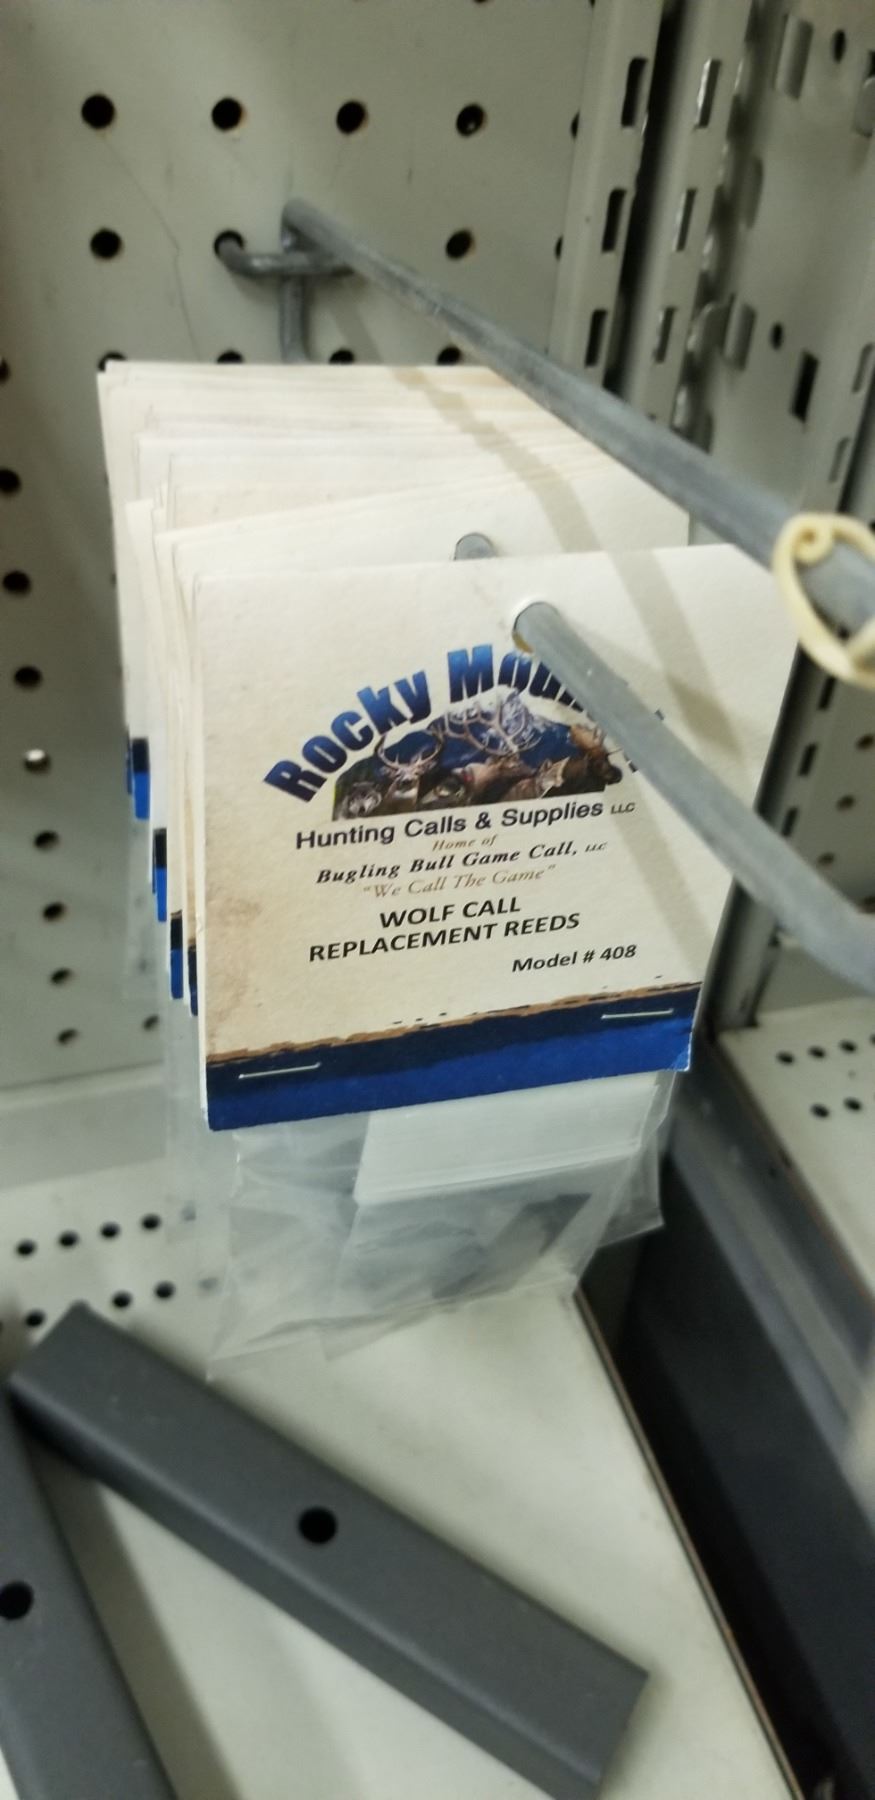 Rocky
Hunting Calls & Supplies LLC
Home of
Bugling Bull Game Call, LLC
"We Call The Game"
WOLF CALL
REPLACEMENT REEDS
Model # 408